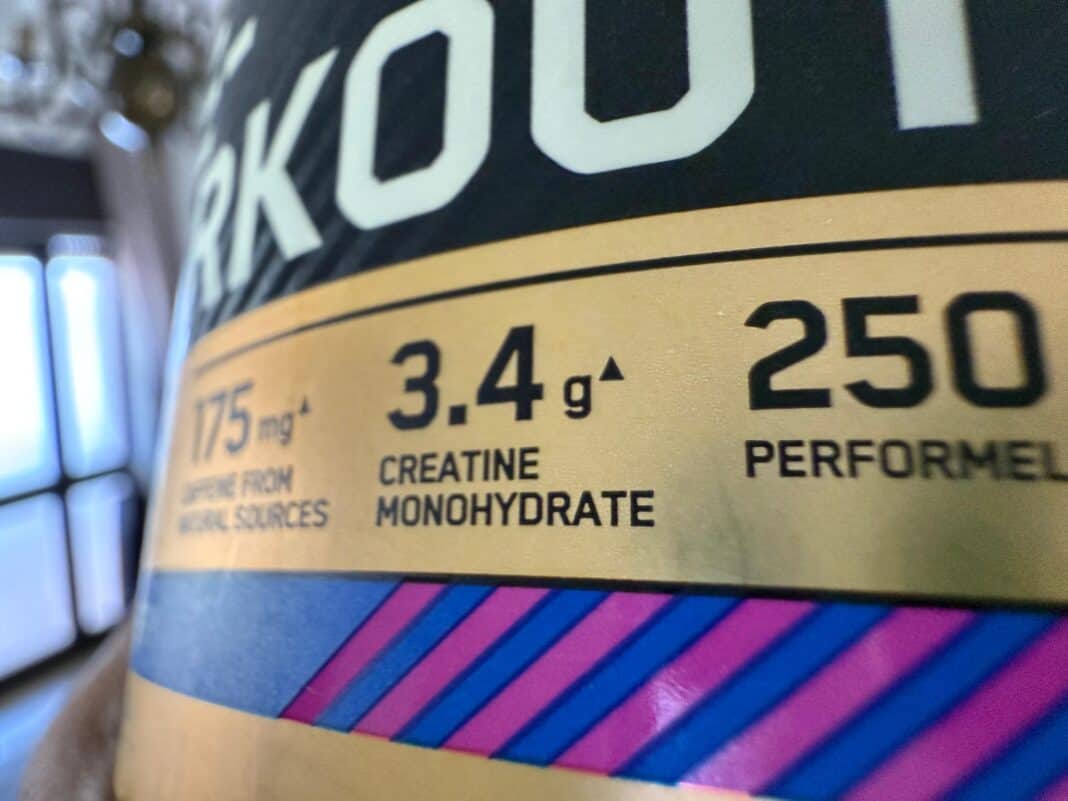 RKOUT
175 mg▲
3.4 g▲
250
CAFFEINE FROM
NATURAL SOURCES
CREATINE
MONOHYDRATE
PERFORMEL